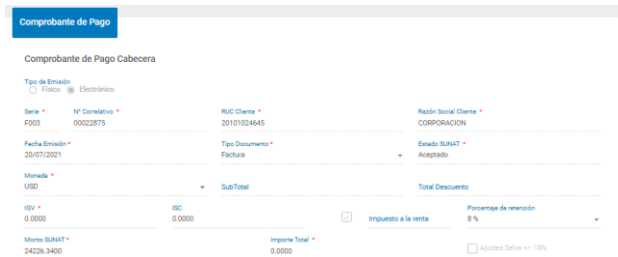 Comprobante de Pago
Comprobante de Pago Cabecera
Tipo de Emisión
Físico Electrónico
Serie * N° Correlativo * RUC Cliente * Razón Social Cliente *
F003 00022875 20101024645 CORPORACION
Fecha Emisión * Tipo Documento * Estado SUNAT *
20/07/2021 Factura Aceptado
Moneda *
USD SubTotal Total Descuento
IGV * ISC Porcentaje de retención
0.0000 0.0000 Impuesto a la renta 8 %
Monto SUNAT * Importe Total *
24226.3400 0.0000 Ajustes Selva +/- 18%